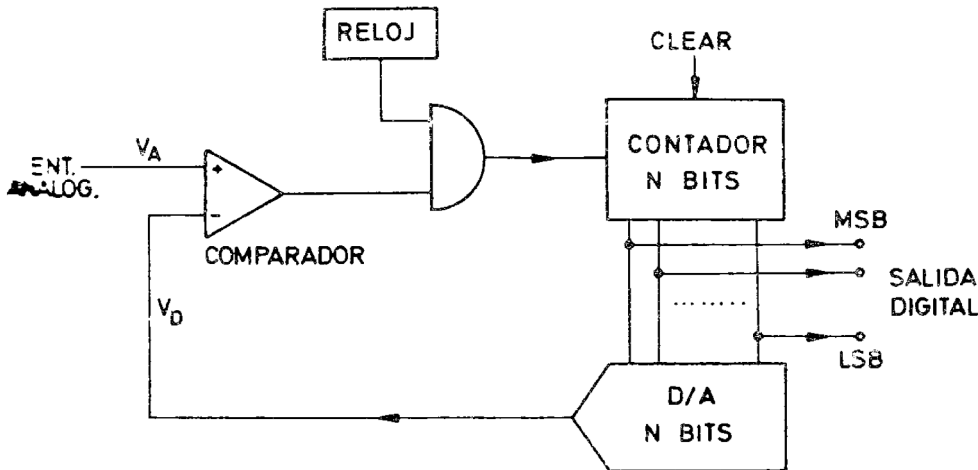 RELOJ
CLEAR
V_A
ENT.
ANALOG.
+
-
COMPARADOR
CONTADOR
N BITS
MSB
SALIDA
DIGITAL
.........
LSB
V_D
D/A
N BITS